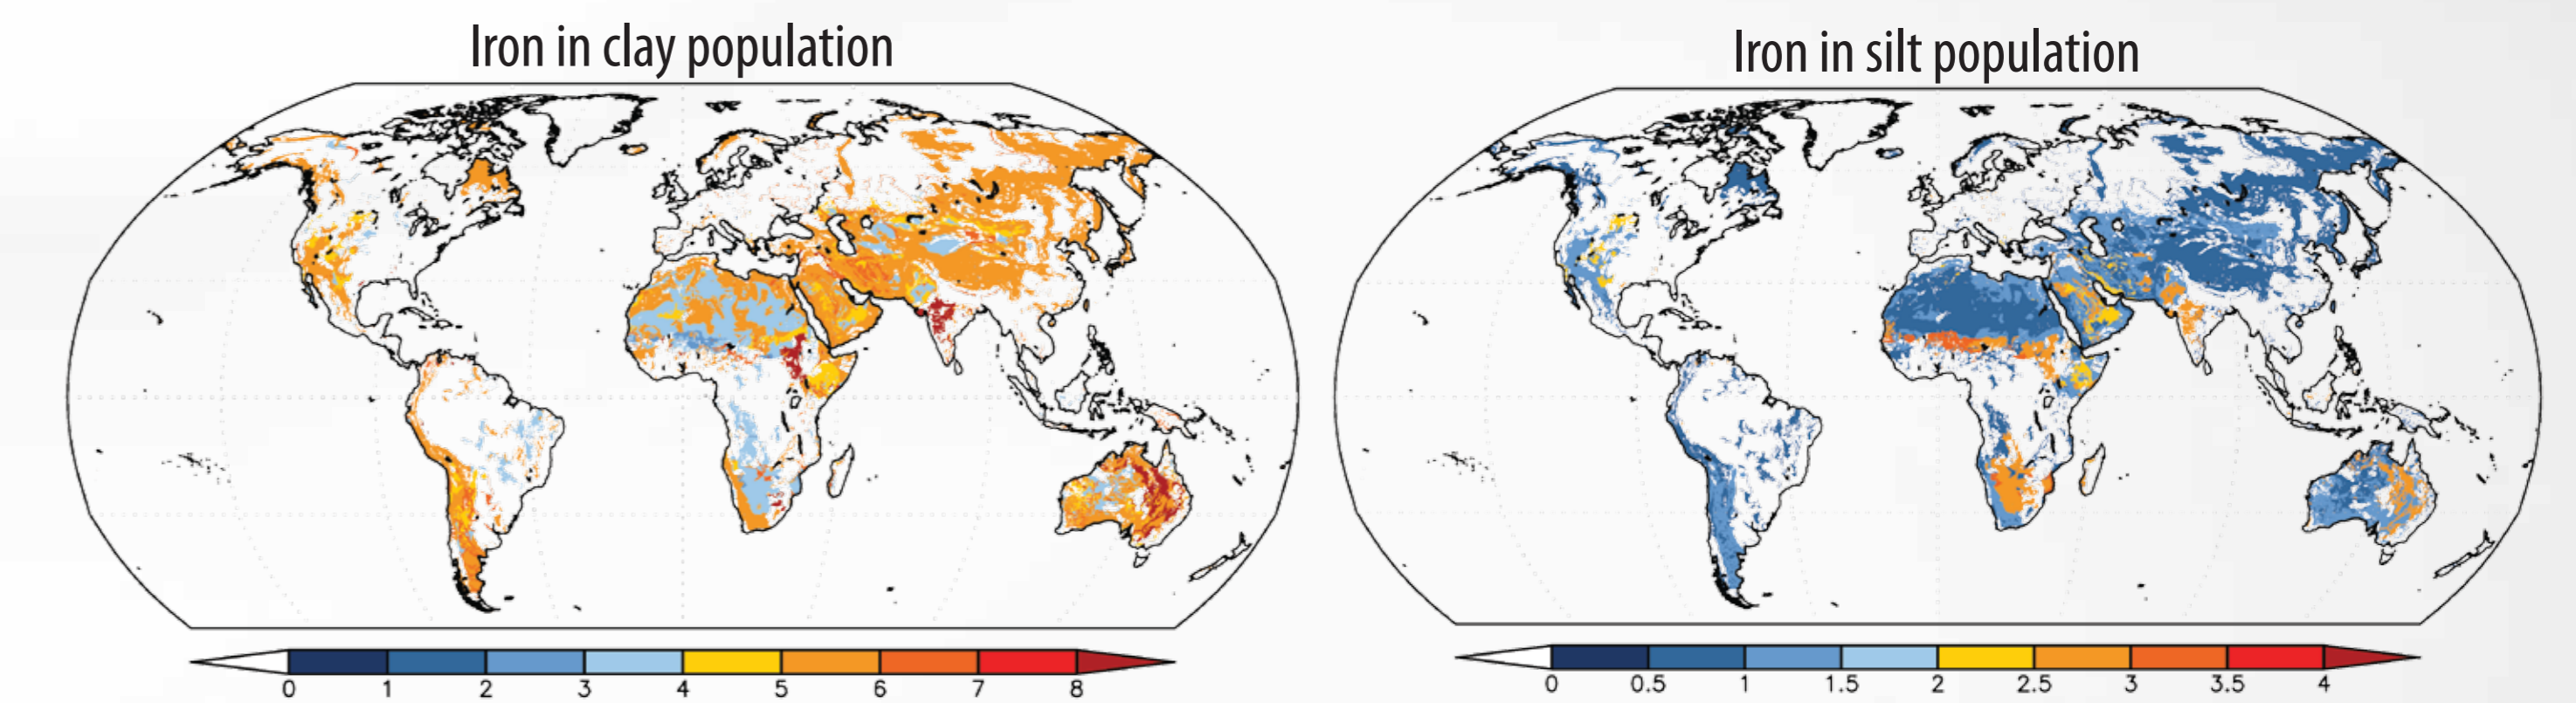 Iron in clay population
Iron in silt population
0 1 2 3 4 5 6 7 8
0 0.5 1 1.5 2 2.5 3 3.5 4